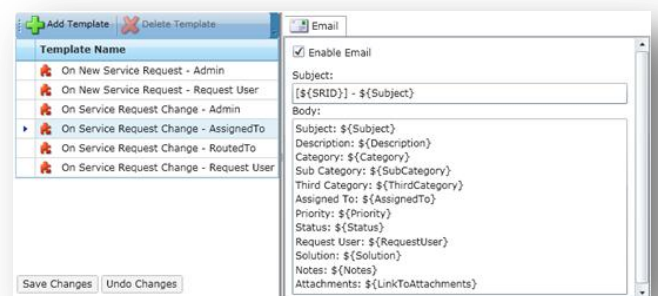 Add Template Delete Template
Template Name
On New Service Request - Admin
On New Service Request - Request User
On Service Request Change - Admin
On Service Request Change - AssignedTo
On Service Request Change - RoutedTo
On Service Request Change - Request User
Save Changes Undo Changes
Email
Enable Email
Subject:
[${SRID}] - ${Subject}
Body:
Subject: ${Subject}
Description: ${Description}
Category: ${Category}
Sub Category: ${SubCategory}
Third Category: ${ThirdCategory}
Assigned To: ${AssignedTo}
Priority: ${Priority}
Status: ${Status}
Request User: ${RequestUser}
Solution: ${Solution}
Notes: ${Notes}
Attachments: ${LinkToAttachments}